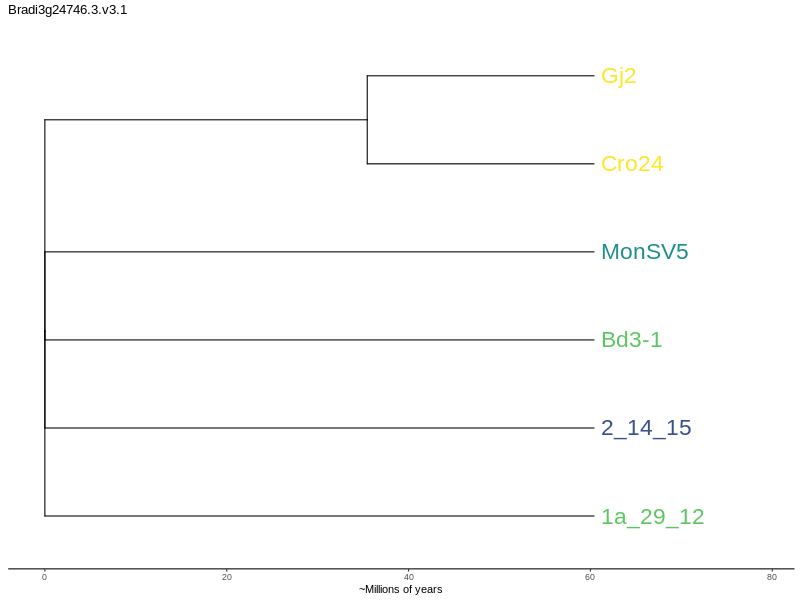 Bradi3g24746.3.v3.1
Gj2
Cro24
MonSV5
Bd3-1
2_14_15
1a_29_12
0 20 40 60 80
~Millions of years